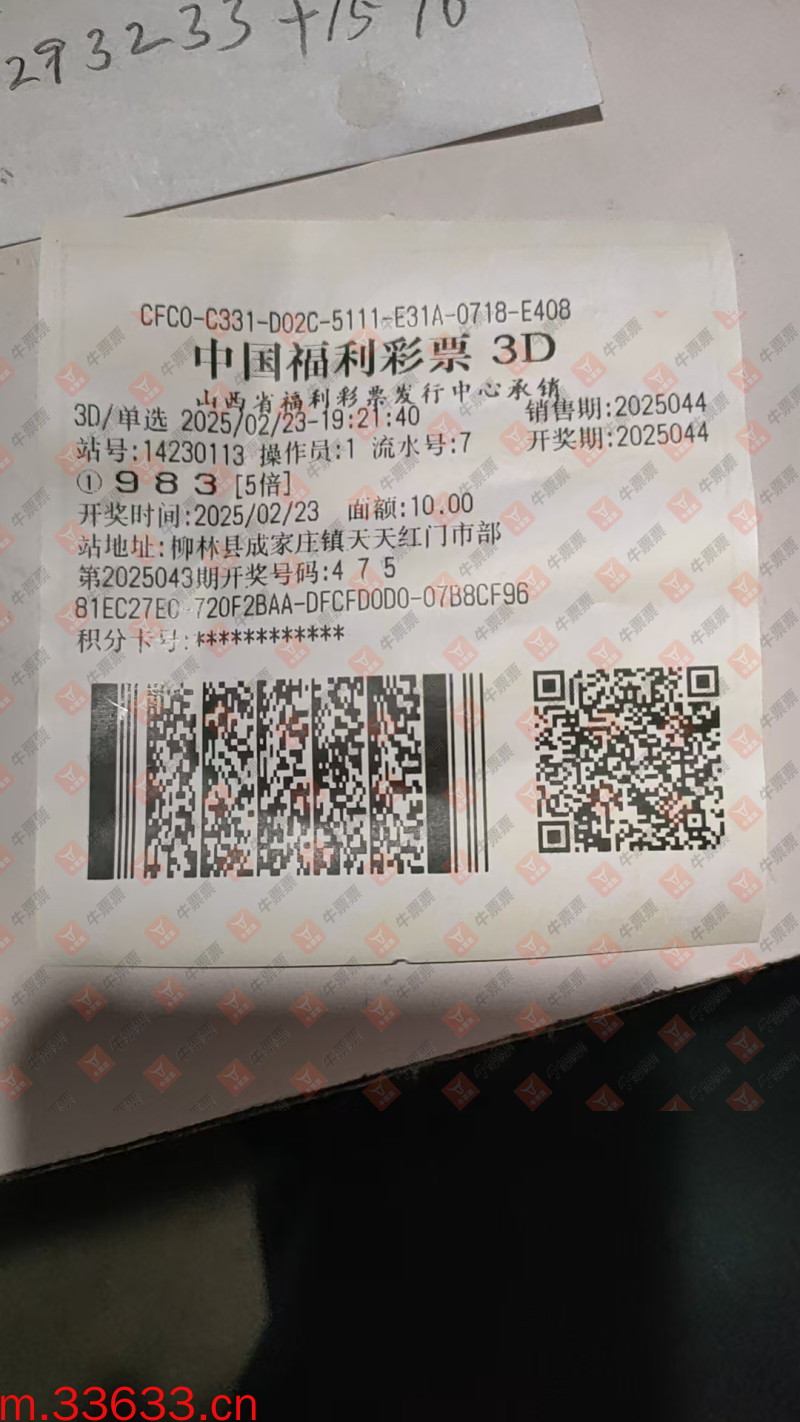 293233+1570
CFC0-C331-D02C-5111-E31A-0718-E408
中国福利彩票 3D
山西省福利彩票发行中心承销
3D/单选 2025/02/23-19:21:40 销售期:2025044
站号:14230113 操作员:1 流水号:7 开奖期:2025044
① 9 8 3 [5倍]
开奖时间:2025/02/23 面额:10.00
站地址:柳林县成家庄镇天天红门市部
第2025043期开奖号码:4 7 5
81EC27EC-720F2BAA-DFCFD0D0-07B8CF96
积分卡号:************
牛票票
m.33633.cn